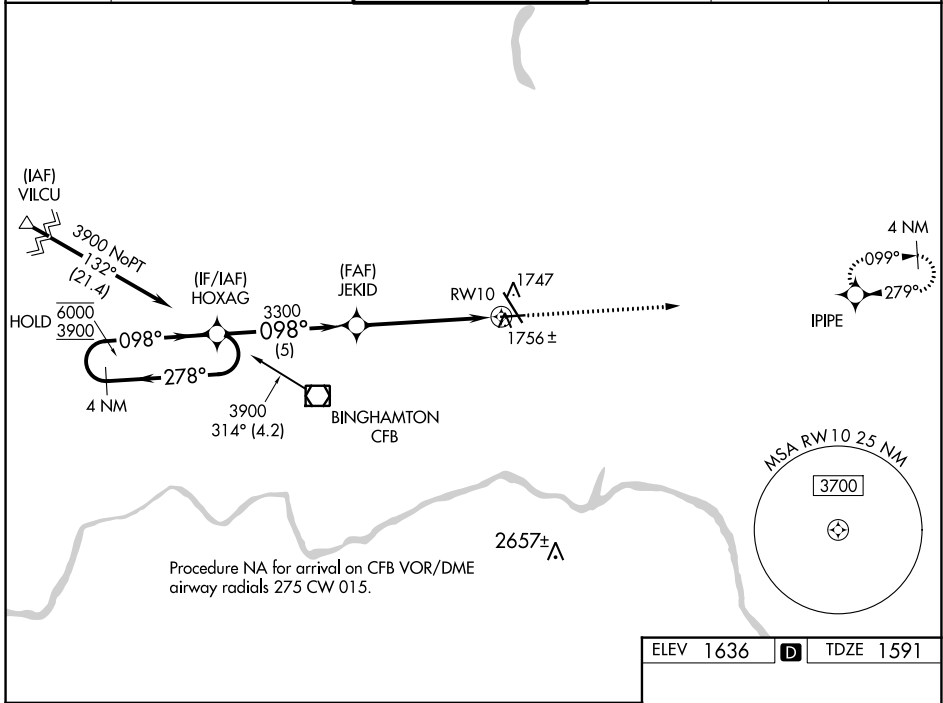 (IAF)
VILCU
3900 NoPT
132°
(21.4)
4 NM
099°
279°
IPIPE
(IF/IAF)
HOXAG
(FAF)
JEKID
RW10
1747
1756 ±
HOLD
6000
3900
098°
3300
098°
(5)
278°
4 NM
3900
314° (4.2)
BINGHAMTON
CFB
MSA RW10 25 NM
3700
2657±
Procedure NA for arrival on CFB VOR/DME
airway radials 275 CW 015.
ELEV 1636 D TDZE 1591